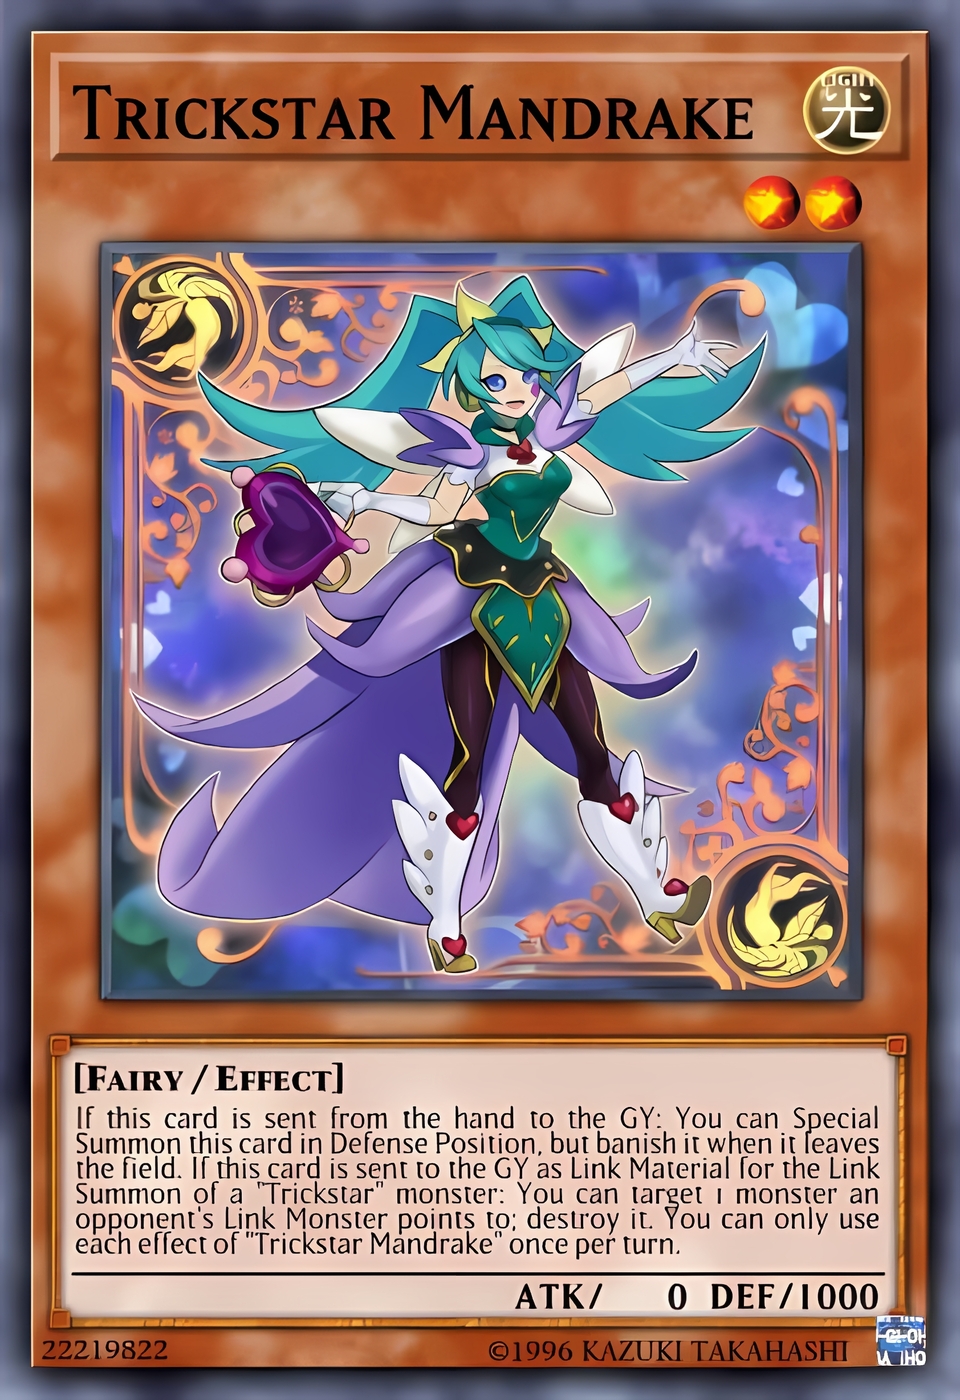 TRICKSTAR MANDRAKE
光
[FAIRY / EFFECT]
If this card is sent from the hand to the GY: You can Special
Summon this card in Defense Position, but banish it when it leaves
the field. If this card is sent to the GY as Link Material for the Link
Summon of a "Trickstar" monster: You can target 1 monster an
opponent's Link Monster points to; destroy it. You can only use
each effect of "Trickstar Mandrake" once per turn.
ATK/ 0 DEF/1000
22219822 ©1996 KAZUKI TAKAHASHI